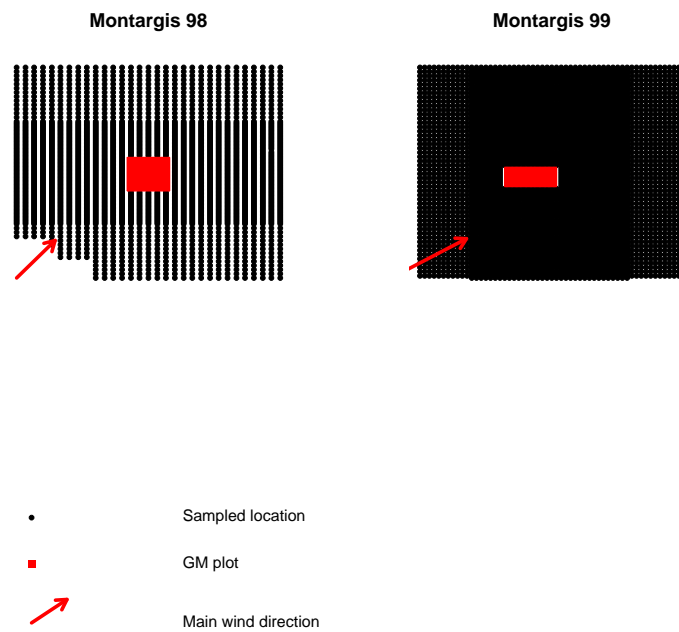 Montargis 98
Montargis 99
Sampled location
GM plot
Main wind direction